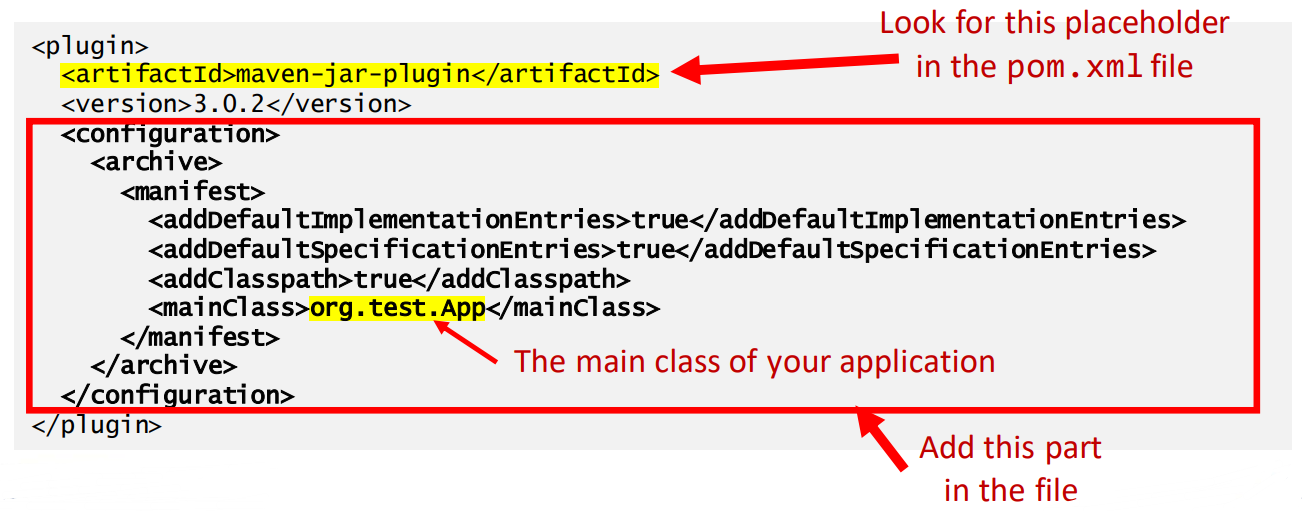 Look for this placeholder
in the pom.xml file
<plugin>
<artifactId>maven-jar-plugin</artifactId>
<version>3.0.2</version>
<configuration>
<archive>
<manifest>
<addDefaultImplementationEntries>true</addDefaultImplementationEntries>
<addDefaultSpecificationEntries>true</addDefaultSpecificationEntries>
<addClasspath>true</addClasspath>
<mainClass>org.test.App</mainClass>
</manifest>
The main class of your application
</archive>
</configuration>
</plugin>
Add this part
in the file